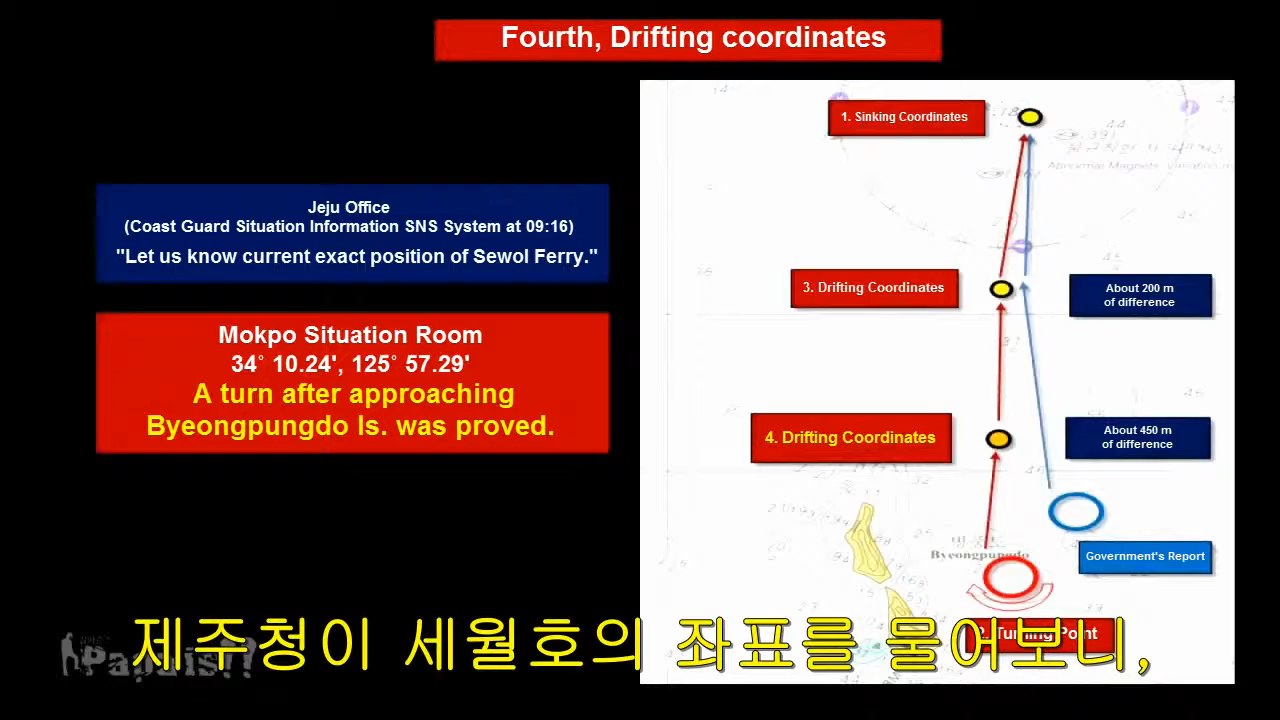 Fourth, Drifting coordinates
Jeju Office
(Coast Guard Situation Information SNS System at 09:16)
"Let us know current exact position of Sewol Ferry."
Mokpo Situation Room
34° 10.24', 125° 57.29'
A turn after approaching
Byeongpungdo Is. was proved.
1. Sinking Coordinates
3. Drifting Coordinates
About 200 m
of difference
4. Drifting Coordinates
About 450 m
of difference
Byeongpungdo
Government's Report
2. Turning Point
Papa is
제주청이 세월호의 좌표를 물어보니,